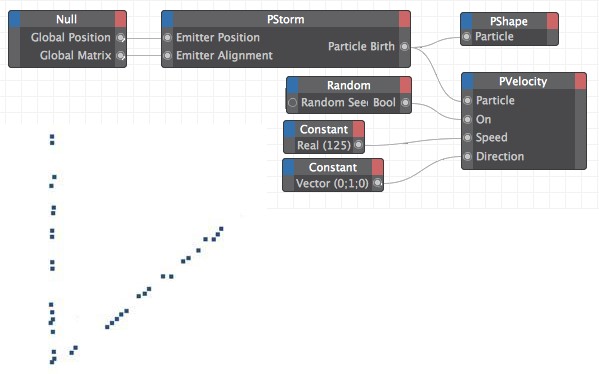 Null
Global Position
Global Matrix
PStorm
Emitter Position
Particle Birth
Emitter Alignment
PShape
Particle
Random
Random See Bool
Constant
Real (125)
Constant
Vector (0;1;0)
PVelocity
Particle
On
Speed
Direction